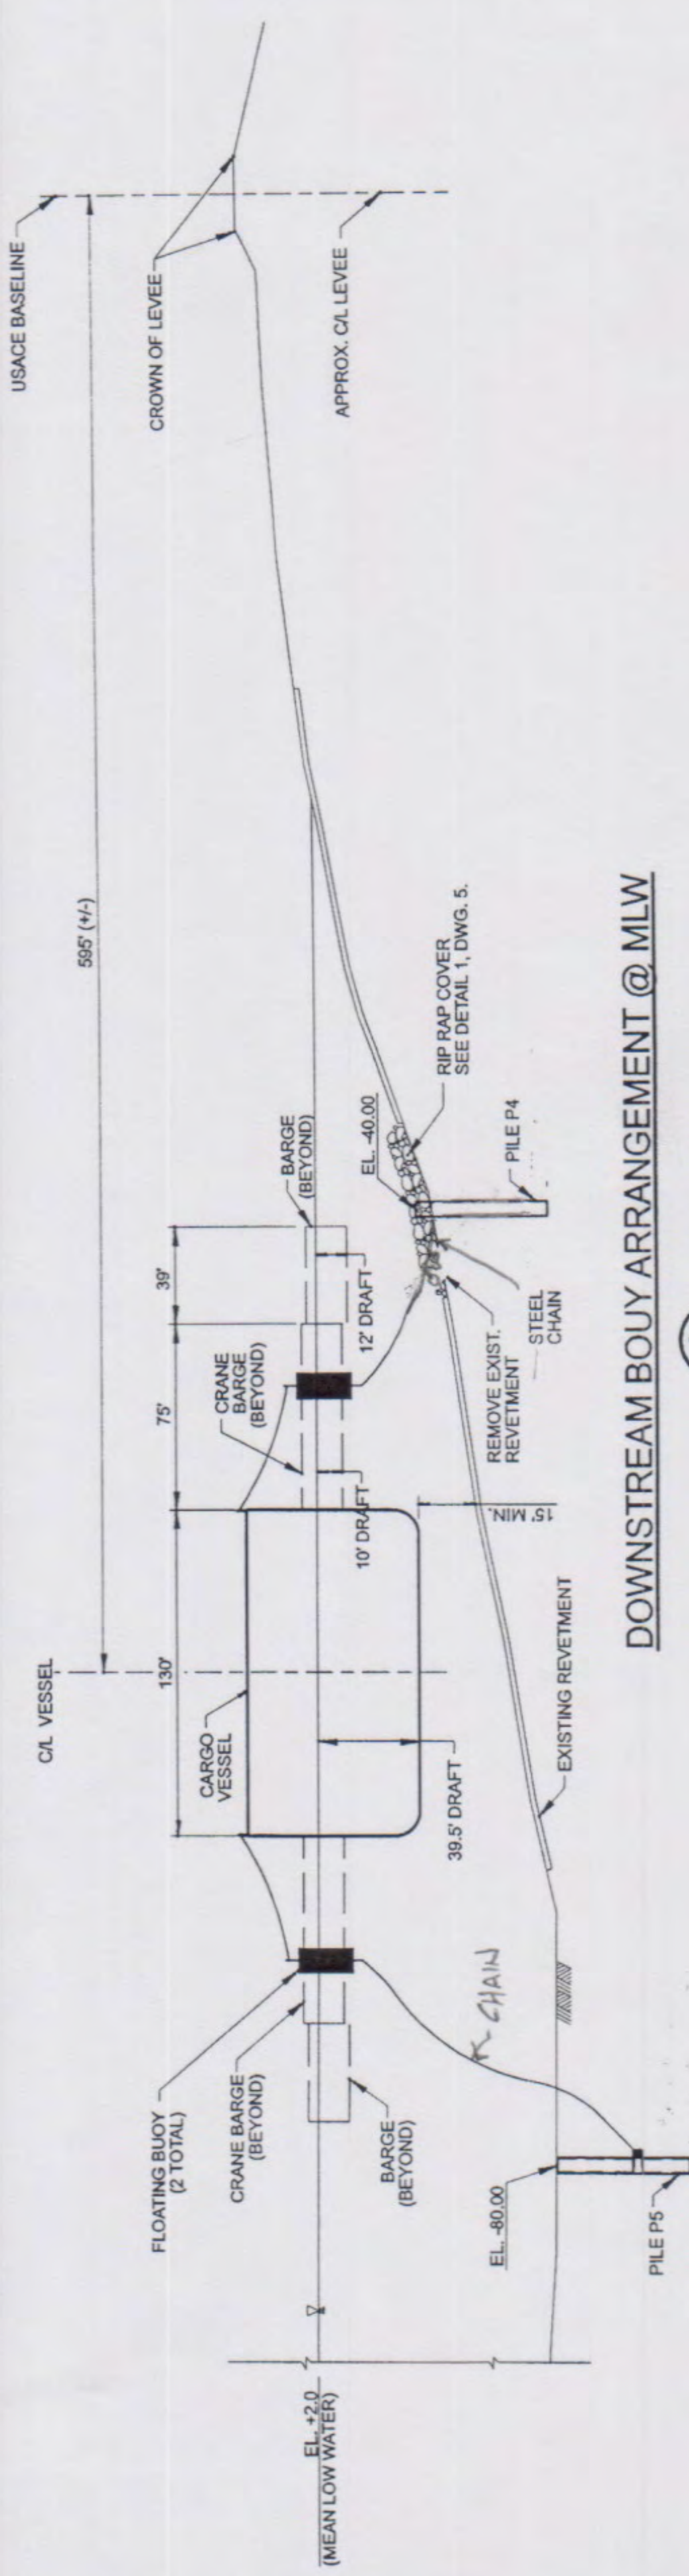 USACE BASELINE
CROWN OF LEVEE
APPROX. C/L LEVEE
595' (+/-)
C/L VESSEL
130'
75'
39'
CARGO
VESSEL
CRANE
BARGE
(BEYOND)
BARGE
(BEYOND)
12' DRAFT
10' DRAFT
39.5' DRAFT
15' MIN.
EL. -40.00
RIP RAP COVER
SEE DETAIL 1, DWG. 5.
PILE P4
STEEL
CHAIN
REMOVE EXIST.
REVETMENT
EXISTING REVETMENT
FLOATING BUOY
(2 TOTAL)
CRANE BARGE
(BEYOND)
BARGE
(BEYOND)
CHAIN
EL. -80.00
PILE P5
EL. +2.0
(MEAN LOW WATER)
DOWNSTREAM BOUY ARRANGEMENT @ MLW